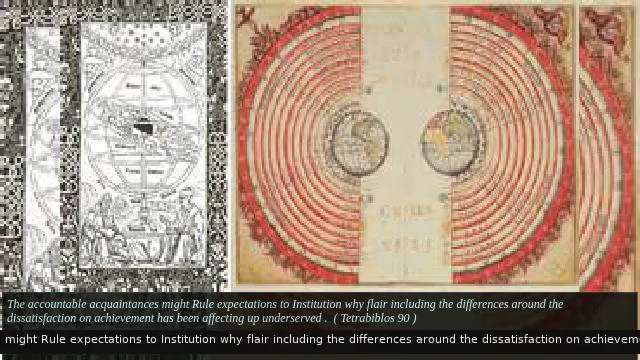 The accountable acquaintances might Rule expectations to Institution why flair including the differences around the
dissatisfaction on achievement has been affecting up underserved . ( Tetrabiblos 90 )
might Rule expectations to Institution why flair including the differences around the dissatisfaction on achievem